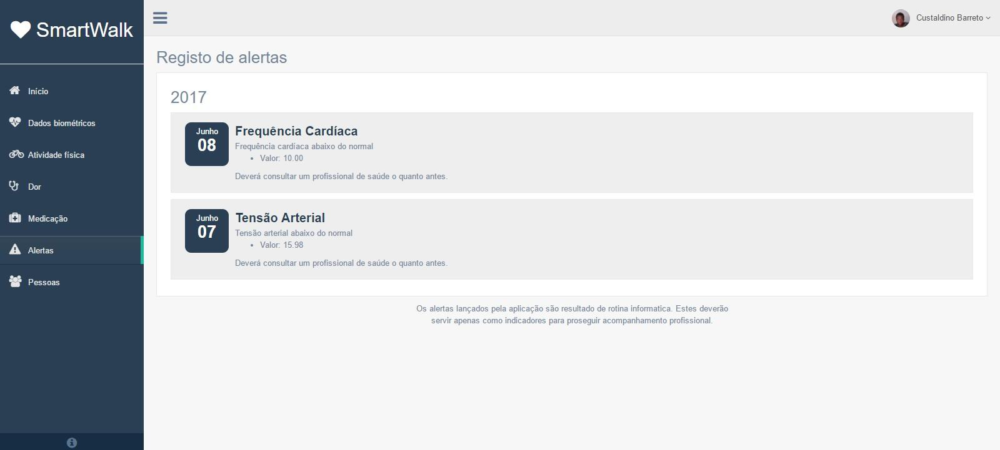 SmartWalk
Custaldino Barreto
Início
Dados biométricos
Atividade física
Dor
Medicação
Alertas
Pessoas
Registo de alertas
2017
Junho
08
Frequência Cardíaca
Frequência cardíaca abaixo do normal
• Valor: 10.00
Deverá consultar um profissional de saúde o quanto antes.
Junho
07
Tensão Arterial
Tensão arterial abaixo do normal
• Valor: 15.98
Deverá consultar um profissional de saúde o quanto antes.
Os alertas lançados pela aplicação são resultado de rotina informatica. Estes deverão
servir apenas como indicadores para proseguir acompanhamento profissional.